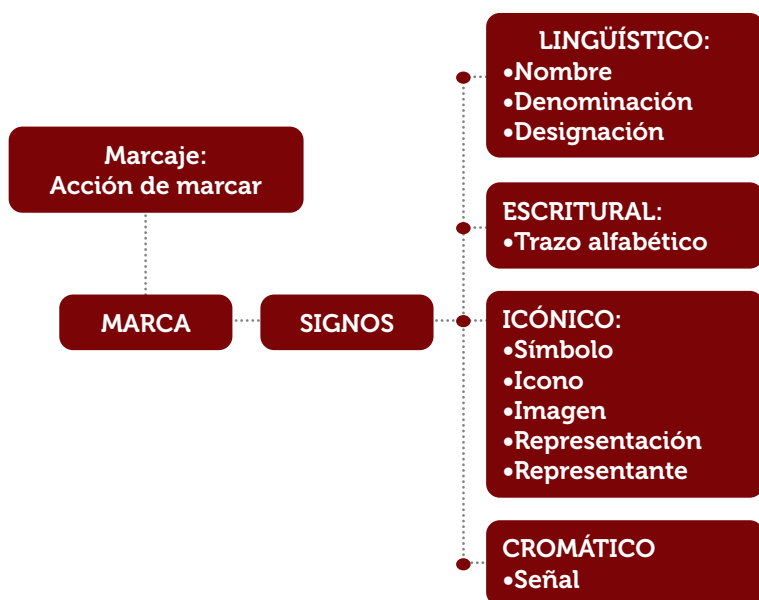 Marcaje:
Acción de marcar
MARCA
SIGNOS
LINGÜÍSTICO:
•Nombre
•Denominación
•Designación
ESCRITURAL:
•Trazo alfabético
ICÓNICO:
•Símbolo
•Icono
•Imagen
•Representación
•Representante
CROMÁTICO
•Señal